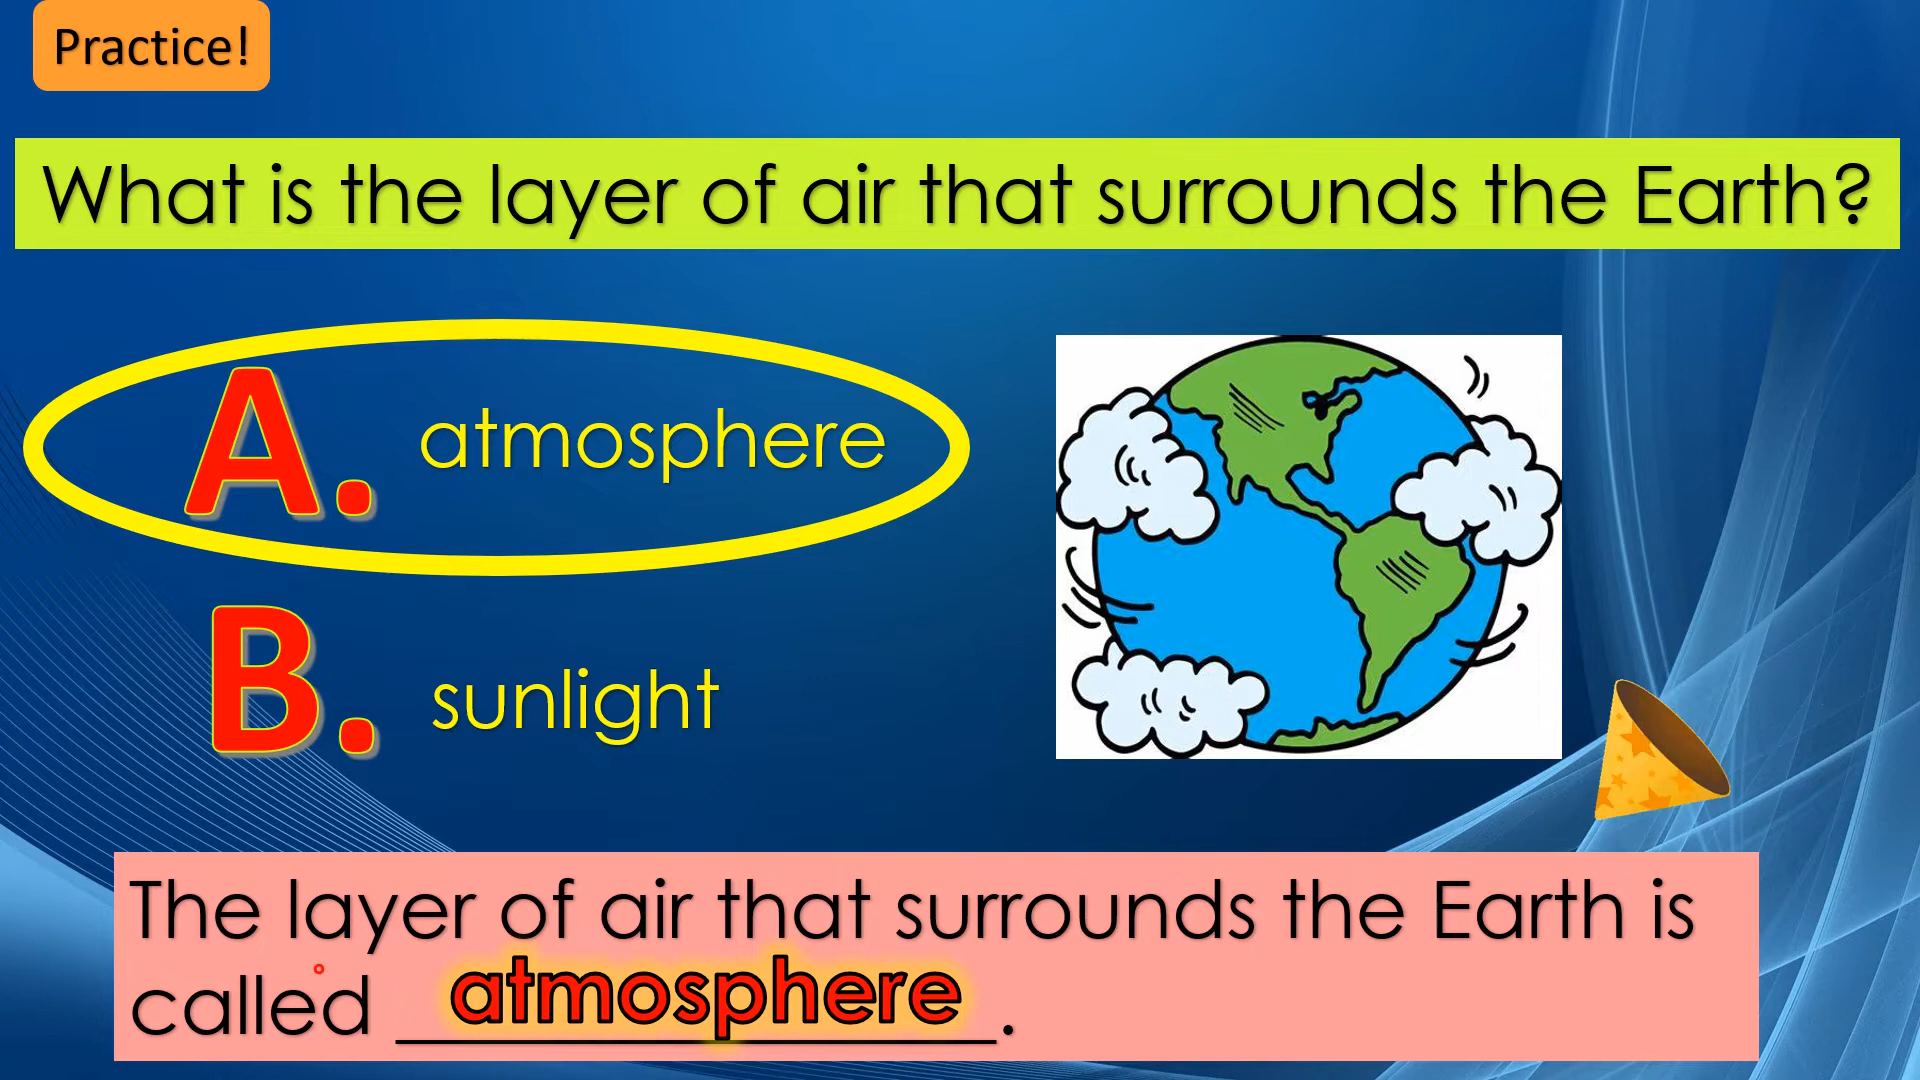 Practice!
What is the layer of air that surrounds the Earth?
A. atmosphere
B. sunlight
The layer of air that surrounds the Earth is
called atmosphere.